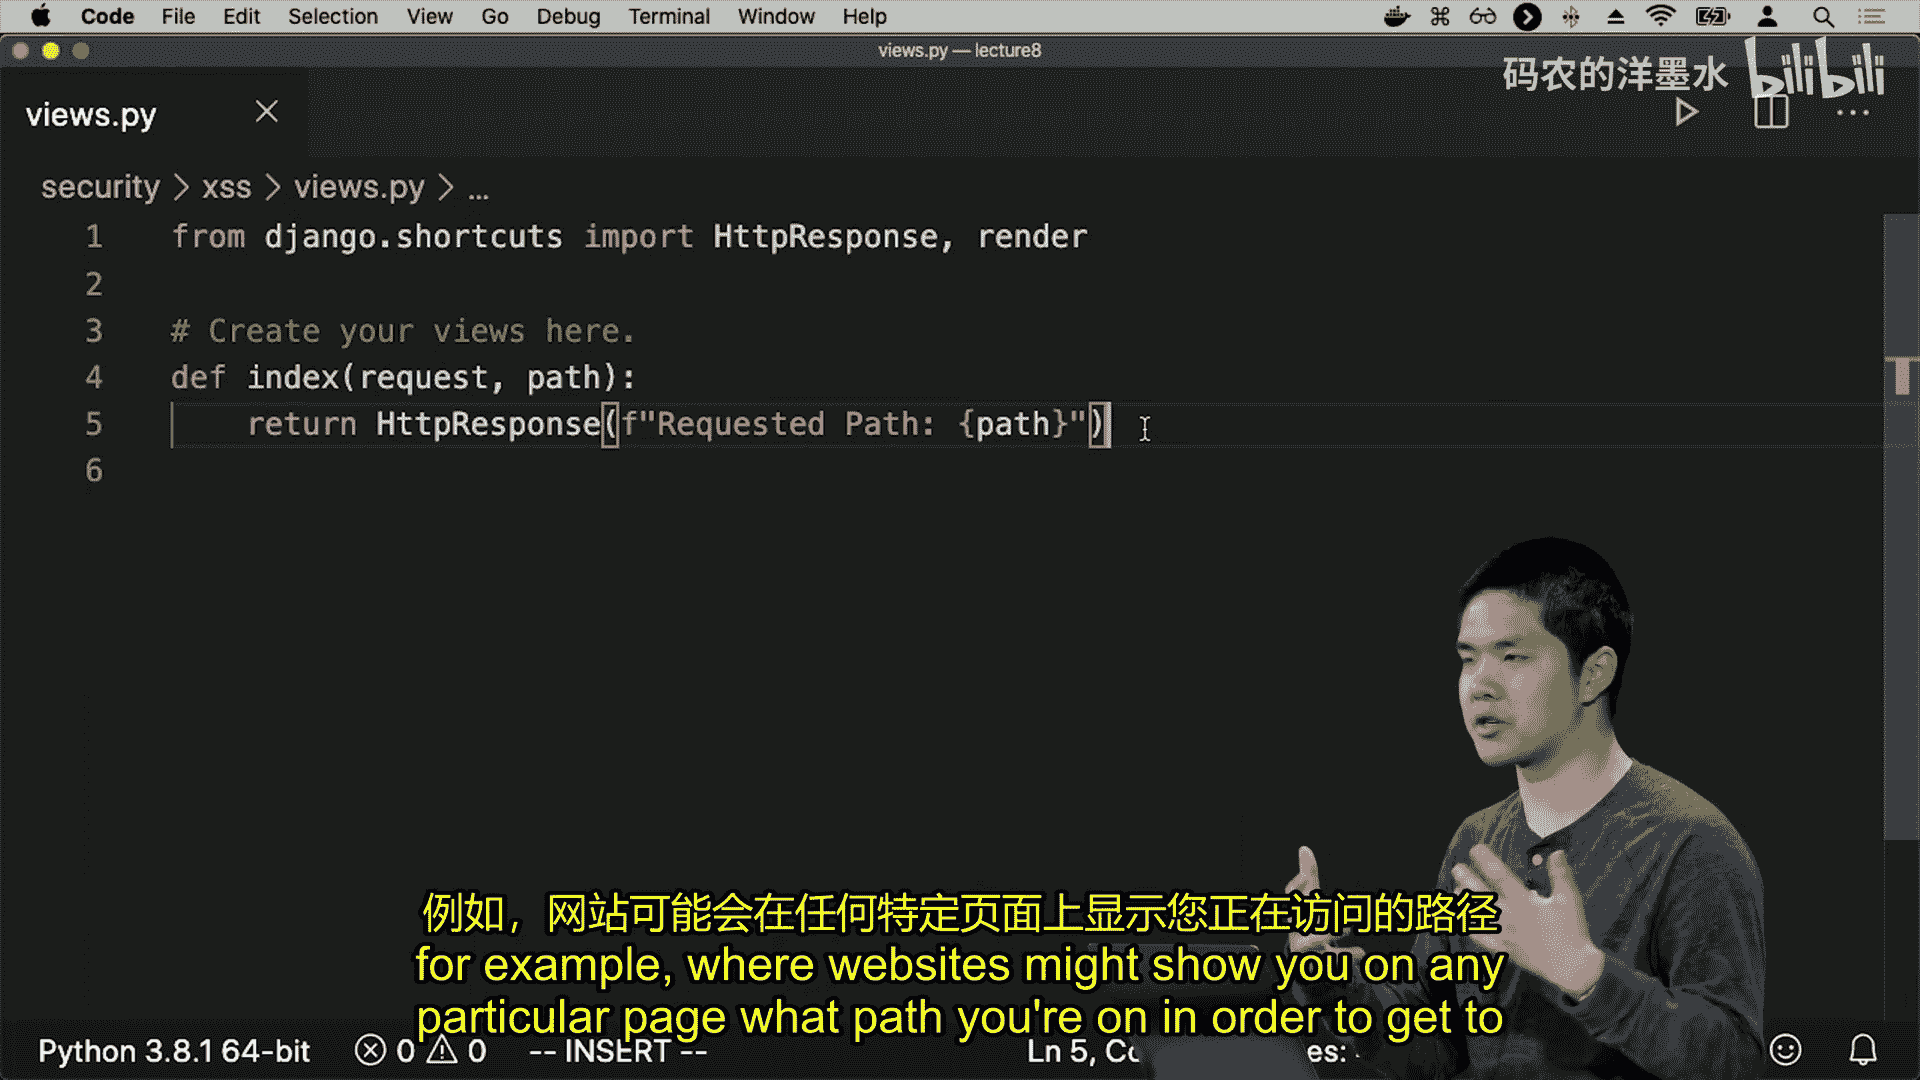 Code File Edit Selection View Go Debug Terminal Window Help
views.py — lecture8
码农的洋墨水 bilibili
views.py
security > xss > views.py > ...
1 from django.shortcuts import HttpResponse, render
2
3 # Create your views here.
4 def index(request, path):
5     return HttpResponse(f"Requested Path: {path}")
6
例如，网站可能会在任何特定页面上显示您正在访问的路径
for example, where websites might show you on any
particular page what path you're on in order to get to
Python 3.8.1 64-bit 0 0 -- INSERT -- Ln 5,